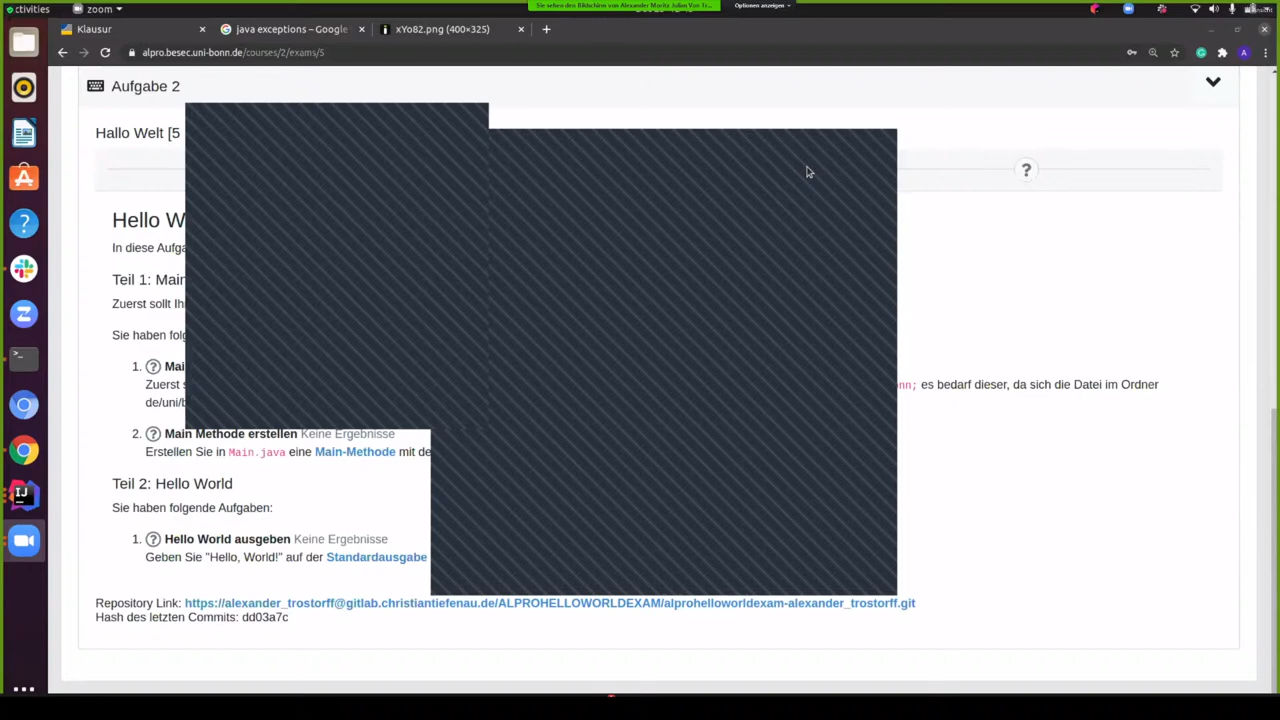 ctivities
zoom
Sie sehen den Bildschirm von Alexander Moritz Julian Von Tr...
Optionen anzeigen
Klausur
java exceptions – Google
xYo82.png (400×325)
alpro.besec.uni-bonn.de/courses/2/exams/5
A
Aufgabe 2
Hallo Welt [5
?
Hello W
In diese Aufga
Teil 1: Main
Zuerst sollt Ih
Sie haben folge
1. ? Mai
Zuerst s
nn; es bedarf dieser, da sich die Datei im Ordner
de/uni/b
2. ? Main Methode erstellen Keine Ergebnisse
Erstellen Sie in Main.java eine Main-Methode mit de
Teil 2: Hello World
Sie haben folgende Aufgaben:
1. ? Hello World ausgeben Keine Ergebnisse
Geben Sie "Hello, World!" auf der Standardausgabe
Repository Link: https://alexander_trostorff@gitlab.christiantiefenau.de/ALPROHELLOWORLDEXAM/alprohelloworldexam-alexander_trostorff.git
Hash des letzten Commits: dd03a7c